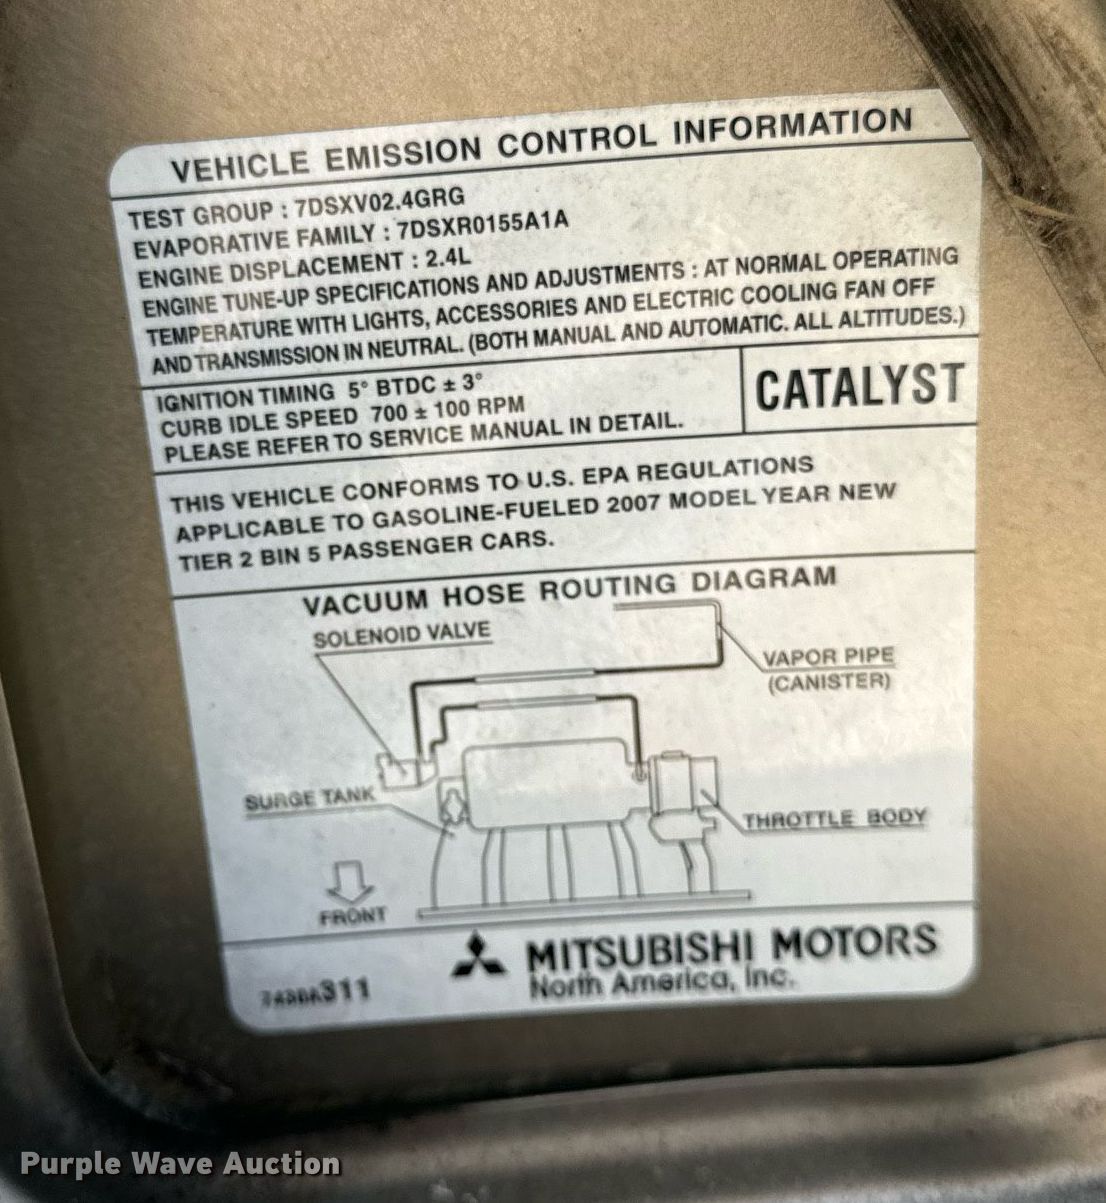 VEHICLE EMISSION CONTROL INFORMATION
TEST GROUP : 7DSXV02.4GRG
EVAPORATIVE FAMILY : 7DSXR0155A1A
ENGINE DISPLACEMENT : 2.4L
ENGINE TUNE-UP SPECIFICATIONS AND ADJUSTMENTS : AT NORMAL OPERATING
TEMPERATURE WITH LIGHTS, ACCESSORIES AND ELECTRIC COOLING FAN OFF
AND TRANSMISSION IN NEUTRAL. (BOTH MANUAL AND AUTOMATIC. ALL ALTITUDES.)
IGNITION TIMING 5° BTDC ± 3°
CURB IDLE SPEED 700 ± 100 RPM
PLEASE REFER TO SERVICE MANUAL IN DETAIL.
CATALYST
THIS VEHICLE CONFORMS TO U.S. EPA REGULATIONS
APPLICABLE TO GASOLINE-FUELED 2007 MODEL YEAR NEW
TIER 2 BIN 5 PASSENGER CARS.
VACUUM HOSE ROUTING DIAGRAM
SOLENOID VALVE
VAPOR PIPE
(CANISTER)
SURGE TANK
THROTTLE BODY
FRONT
MITSUBISHI MOTORS
North America, Inc.
Purple Wave Auction